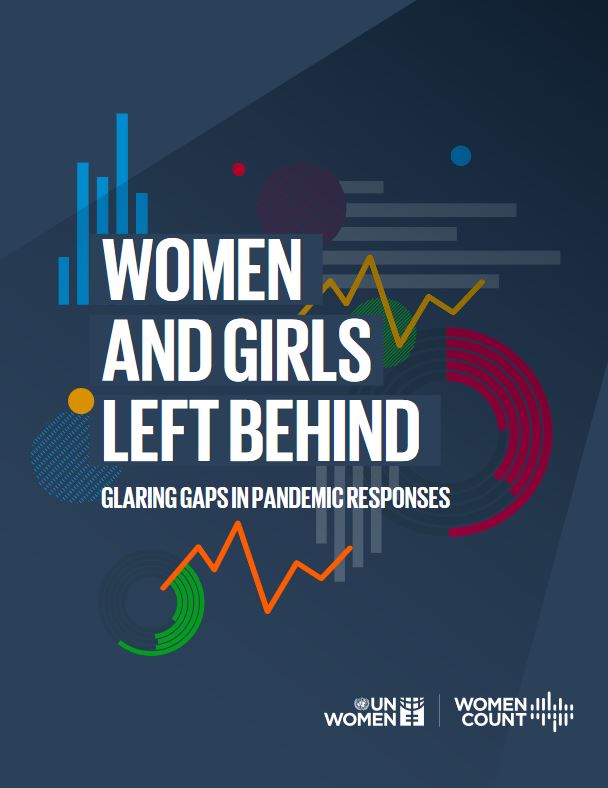 WOMEN
AND GIRLS
LEFT BEHIND
GLARING GAPS IN PANDEMIC RESPONSES
UN
WOMEN
WOMEN
COUNT